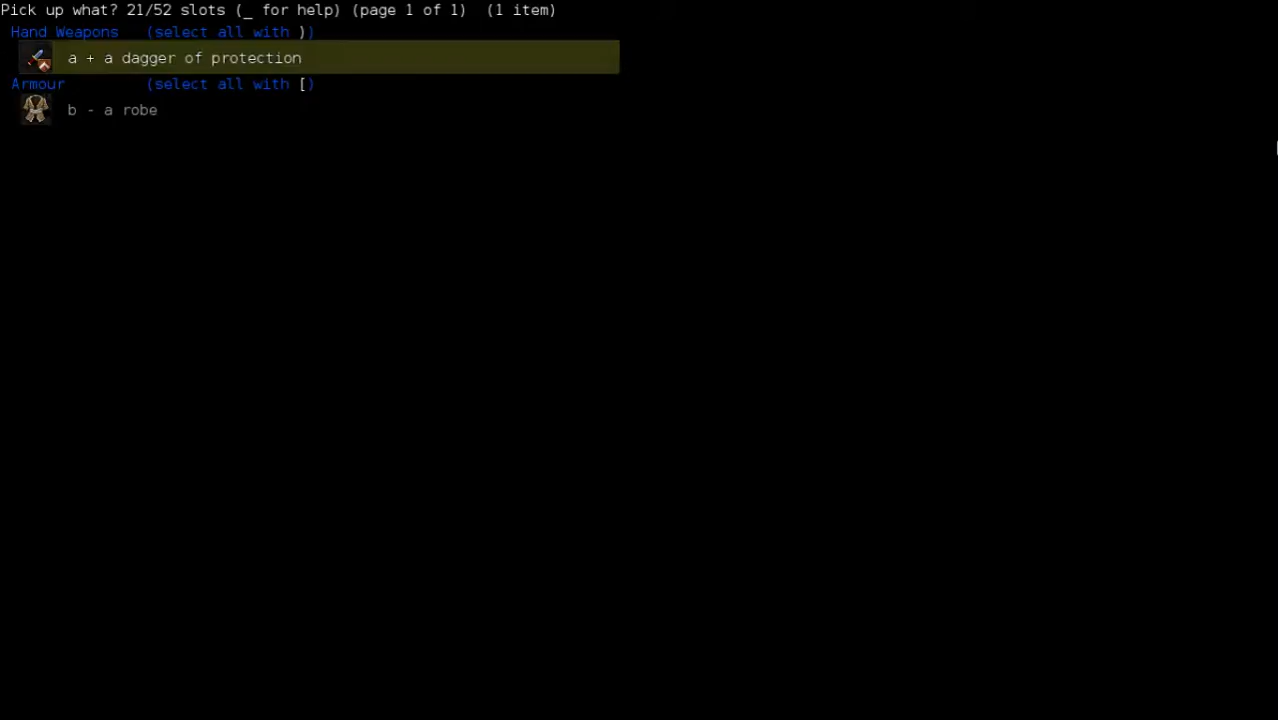 Pick up what? 21/52 slots (_ for help) (page 1 of 1)  (1 item)
Hand Weapons   (select all with ))
a + a dagger of protection
Armour         (select all with [)
b - a robe